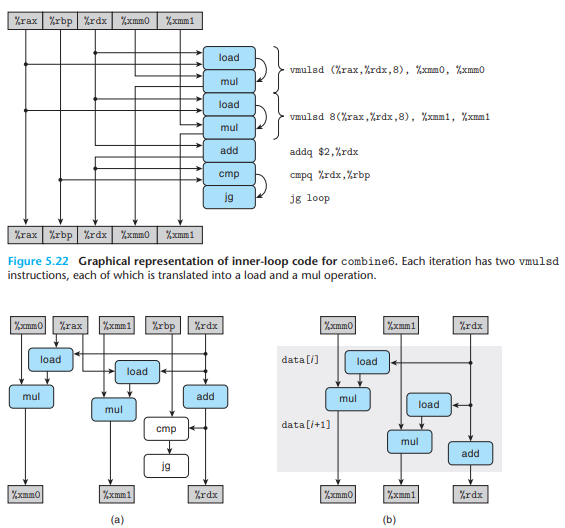 %rax %rbp %rdx %xmm0 %xmm1
load
mul
vmulsd (%rax,%rdx,8), %xmm0, %xmm0
load
mul
vmulsd 8(%rax,%rdx,8), %xmm1, %xmm1
add addq $2,%rdx
cmp cmpq %rdx,%rbp
jg jg loop
%rax %rbp %rdx %xmm0 %xmm1
Figure 5.22 Graphical representation of inner-loop code for combine6. Each iteration has two vmulsd
instructions, each of which is translated into a load and a mul operation.
%xmm0 %rax %xmm1 %rbp %rdx
load
load
mul
mul
add
cmp
jg
%xmm0 %xmm1 %rdx
(a)
%xmm0 %xmm1 %rdx
data[i] load
mul
load
data[i+1]
mul
add
%xmm0 %xmm1 %rdx
(b)